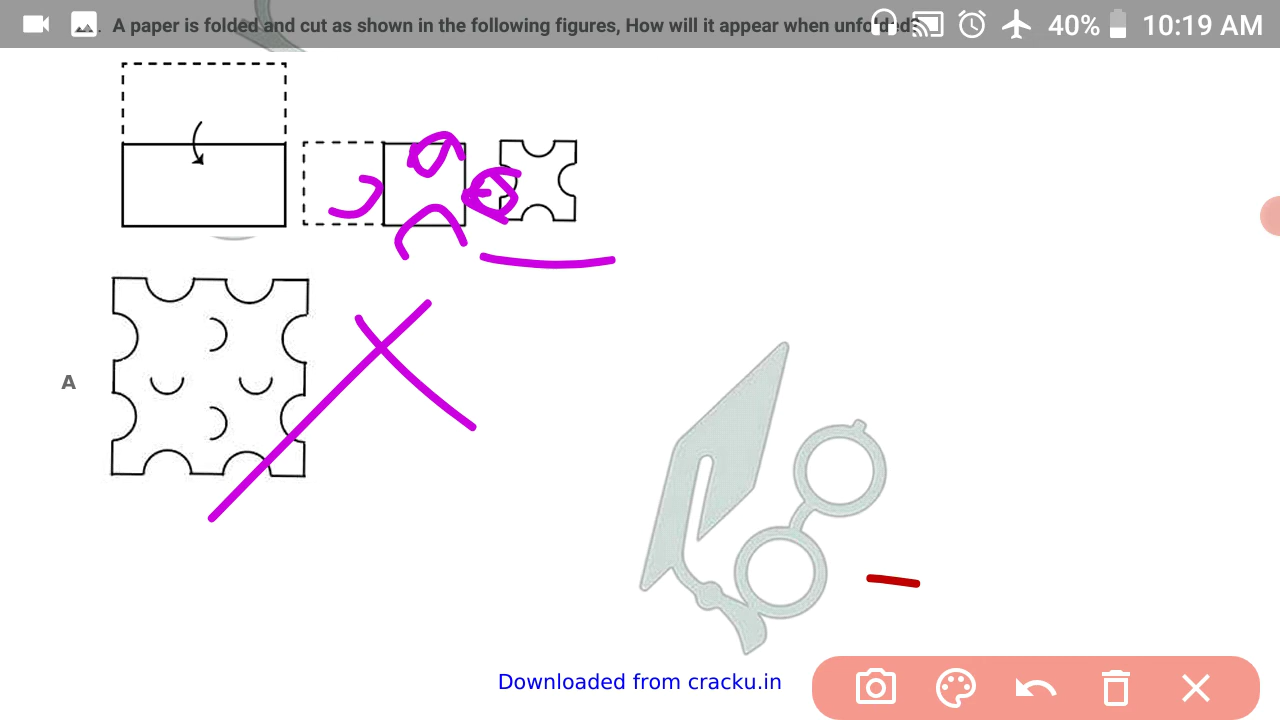 . A paper is folded and cut as shown in the following figures, How will it appear when unfolded?
40% 10:19 AM
A
Downloaded from cracku.in